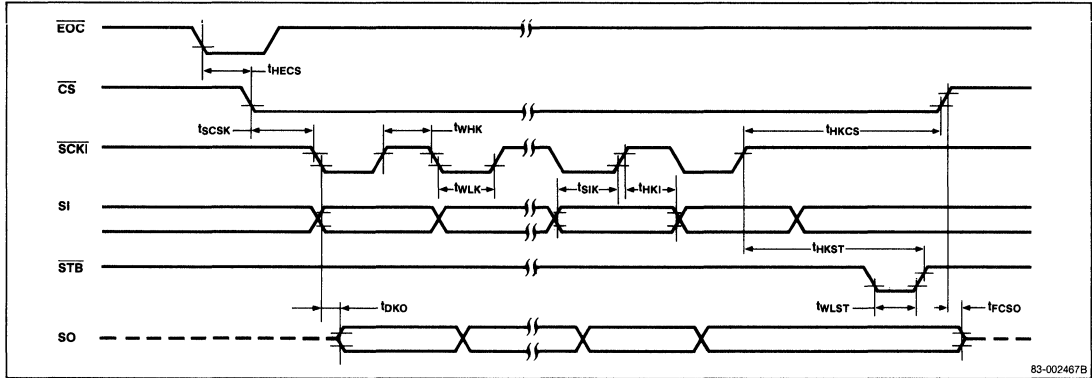 EOC
tHECS
CS
tSCSK
tWHK
tHKCS
SCKI
tWLK
tSIK
tHKI
SI
tHKST
STB
tDKO
tWLST
tFCSO
SO
83-002467B